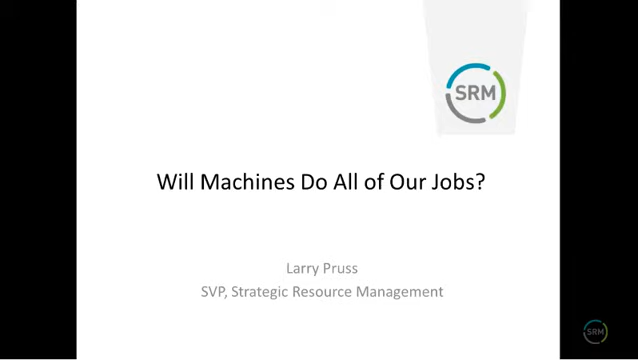 SRM
Will Machines Do All of Our Jobs?
Larry Pruss
SVP, Strategic Resource Management
SRM